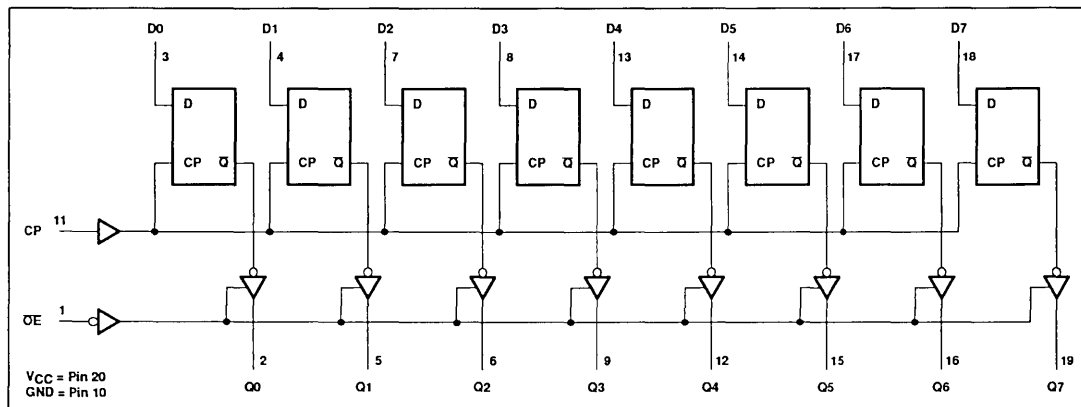 D0 D1 D2 D3 D4 D5 D6 D7
3 4 7 8 13 14 17 18
D D D D D D D D
CP Q̅ CP Q̅ CP Q̅ CP Q̅ CP Q̅ CP Q̅ CP Q̅ CP Q̅
CP 11
O̅E̅ 1
2 5 6 9 12 15 16 19
Q0 Q1 Q2 Q3 Q4 Q5 Q6 Q7
VCC = Pin 20
GND = Pin 10